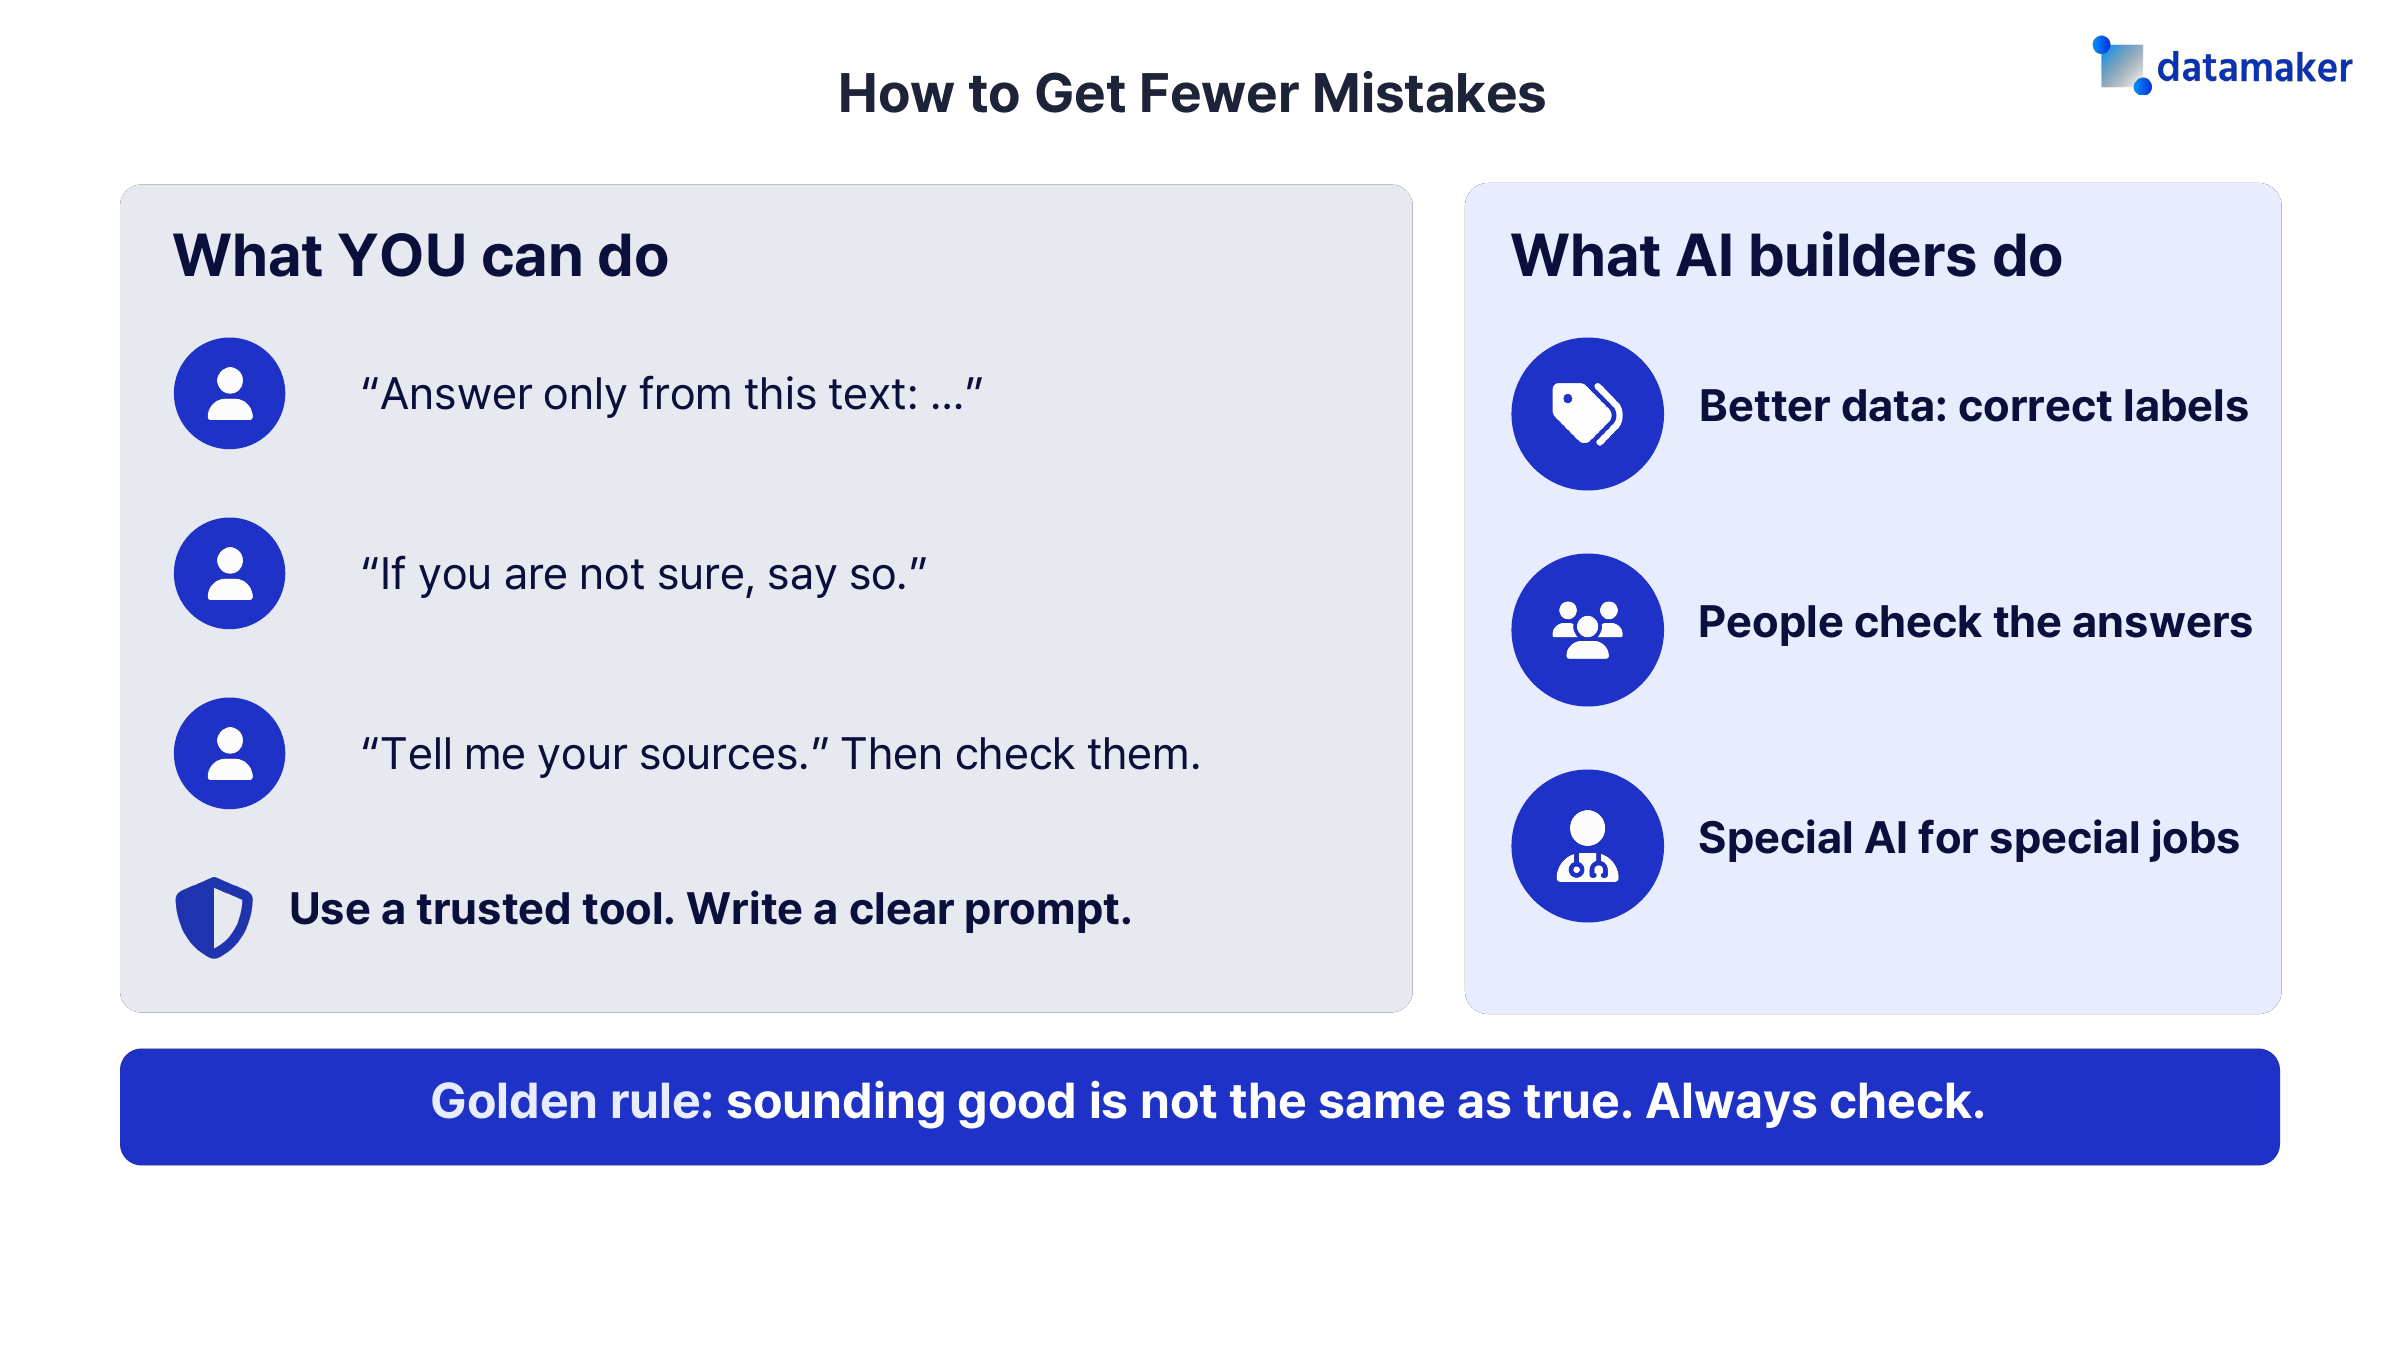 How to Get Fewer Mistakes
datamaker
What YOU can do
“Answer only from this text: ...”
“If you are not sure, say so.”
“Tell me your sources.” Then check them.
Use a trusted tool. Write a clear prompt.
What AI builders do
Better data: correct labels
People check the answers
Special AI for special jobs
Golden rule: sounding good is not the same as true. Always check.